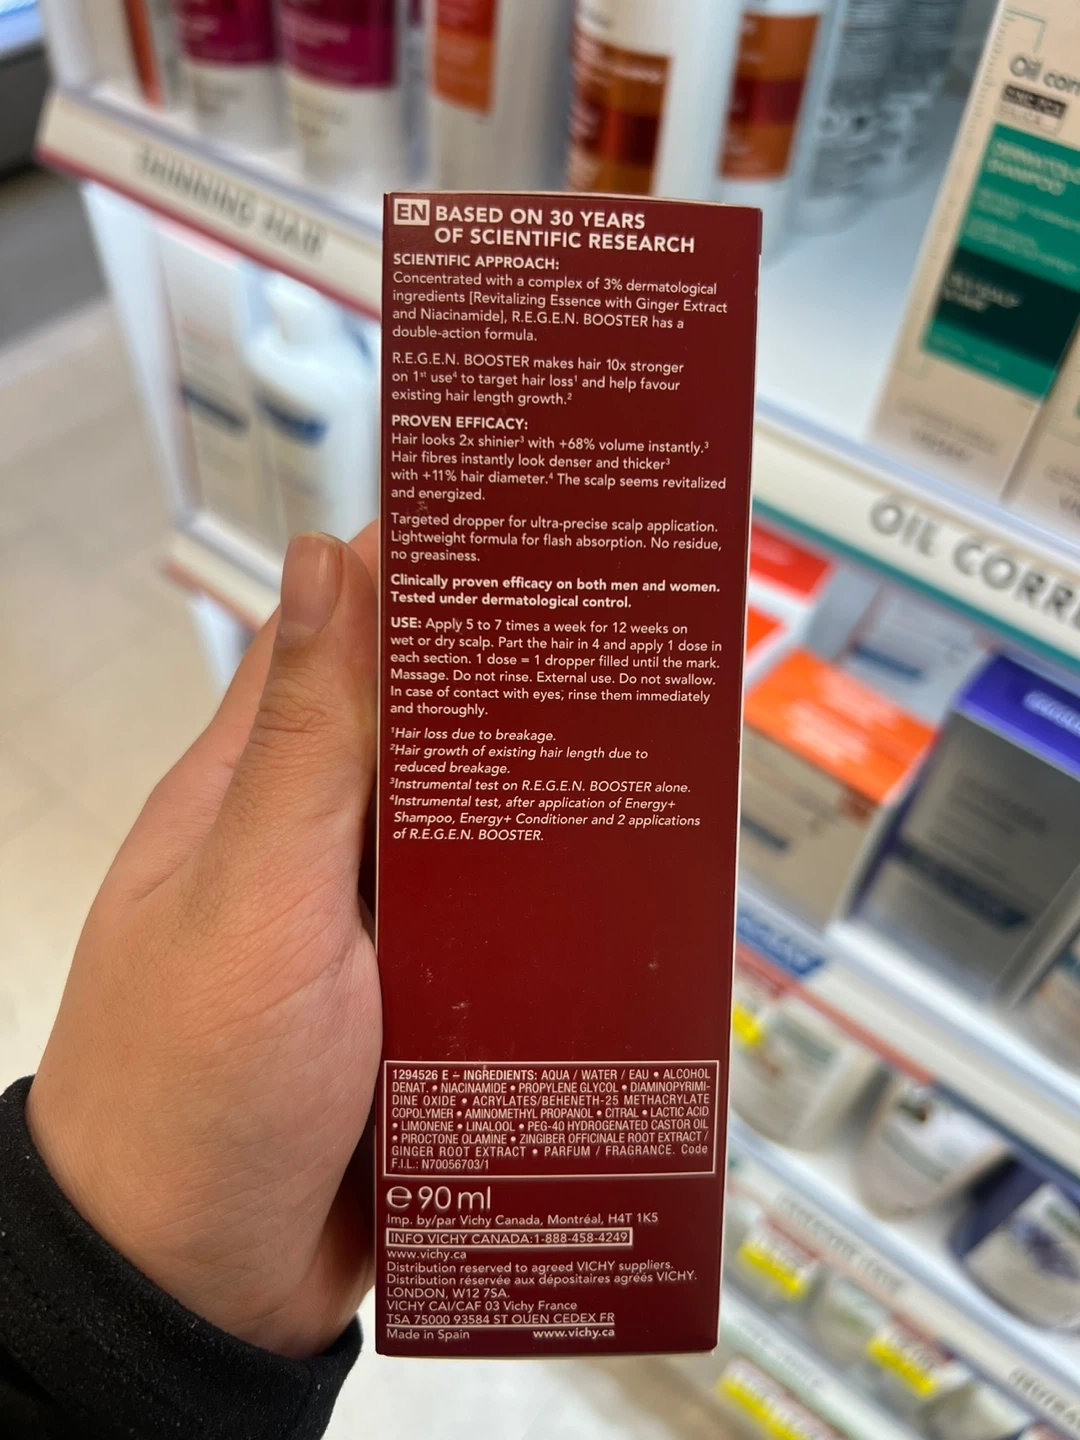 Oil con
DERMATOLO
SHAMPOO
THINNING HAIR
OIL CORRE
EN BASED ON 30 YEARS
OF SCIENTIFIC RESEARCH
SCIENTIFIC APPROACH:
Concentrated with a complex of 3% dermatological
ingredients [Revitalizing Essence with Ginger Extract
and Niacinamide], R.E.G.E.N. BOOSTER has a
double-action formula.
R.E.G.E.N. BOOSTER makes hair 10x stronger
on 1st use⁴ to target hair loss¹ and help favour
existing hair length growth.²
PROVEN EFFICACY:
Hair looks 2x shinier³ with +68% volume instantly.³
Hair fibres instantly look denser and thicker³
with +11% hair diameter.⁴ The scalp seems revitalized
and energized.
Targeted dropper for ultra-precise scalp application.
Lightweight formula for flash absorption. No residue,
no greasiness.
Clinically proven efficacy on both men and women.
Tested under dermatological control.
USE: Apply 5 to 7 times a week for 12 weeks on
wet or dry scalp. Part the hair in 4 and apply 1 dose in
each section. 1 dose = 1 dropper filled until the mark.
Massage. Do not rinse. External use. Do not swallow.
In case of contact with eyes, rinse them immediately
and thoroughly.
¹Hair loss due to breakage.
²Hair growth of existing hair length due to
reduced breakage.
³Instrumental test on R.E.G.E.N. BOOSTER alone.
⁴Instrumental test, after application of Energy+
Shampoo, Energy+ Conditioner and 2 applications
of R.E.G.E.N. BOOSTER.
1294526 E – INGREDIENTS: AQUA / WATER / EAU • ALCOHOL
DENAT. • NIACINAMIDE • PROPYLENE GLYCOL • DIAMINOPYRIMI-
DINE OXIDE • ACRYLATES/BEHENETH-25 METHACRYLATE
COPOLYMER • AMINOMETHYL PROPANOL • CITRAL • LACTIC ACID
• LIMONENE • LINALOOL • PEG-40 HYDROGENATED CASTOR OIL
• PIROCTONE OLAMINE • ZINGIBER OFFICINALE ROOT EXTRACT /
GINGER ROOT EXTRACT • PARFUM / FRAGRANCE. Code
F.I.L.: N70056703/1
e 90 ml
Imp. by/par Vichy Canada, Montréal, H4T 1K5
INFO VICHY CANADA:1-888-458-4249
www.vichy.ca
Distribution reserved to agreed VICHY suppliers.
Distribution réservée aux dépositaires agréés VICHY.
LONDON, W12 7SA.
VICHY CAI/CAF 03 Vichy France
TSA 75000 93584 ST OUEN CEDEX FR
Made in Spain www.vichy.ca